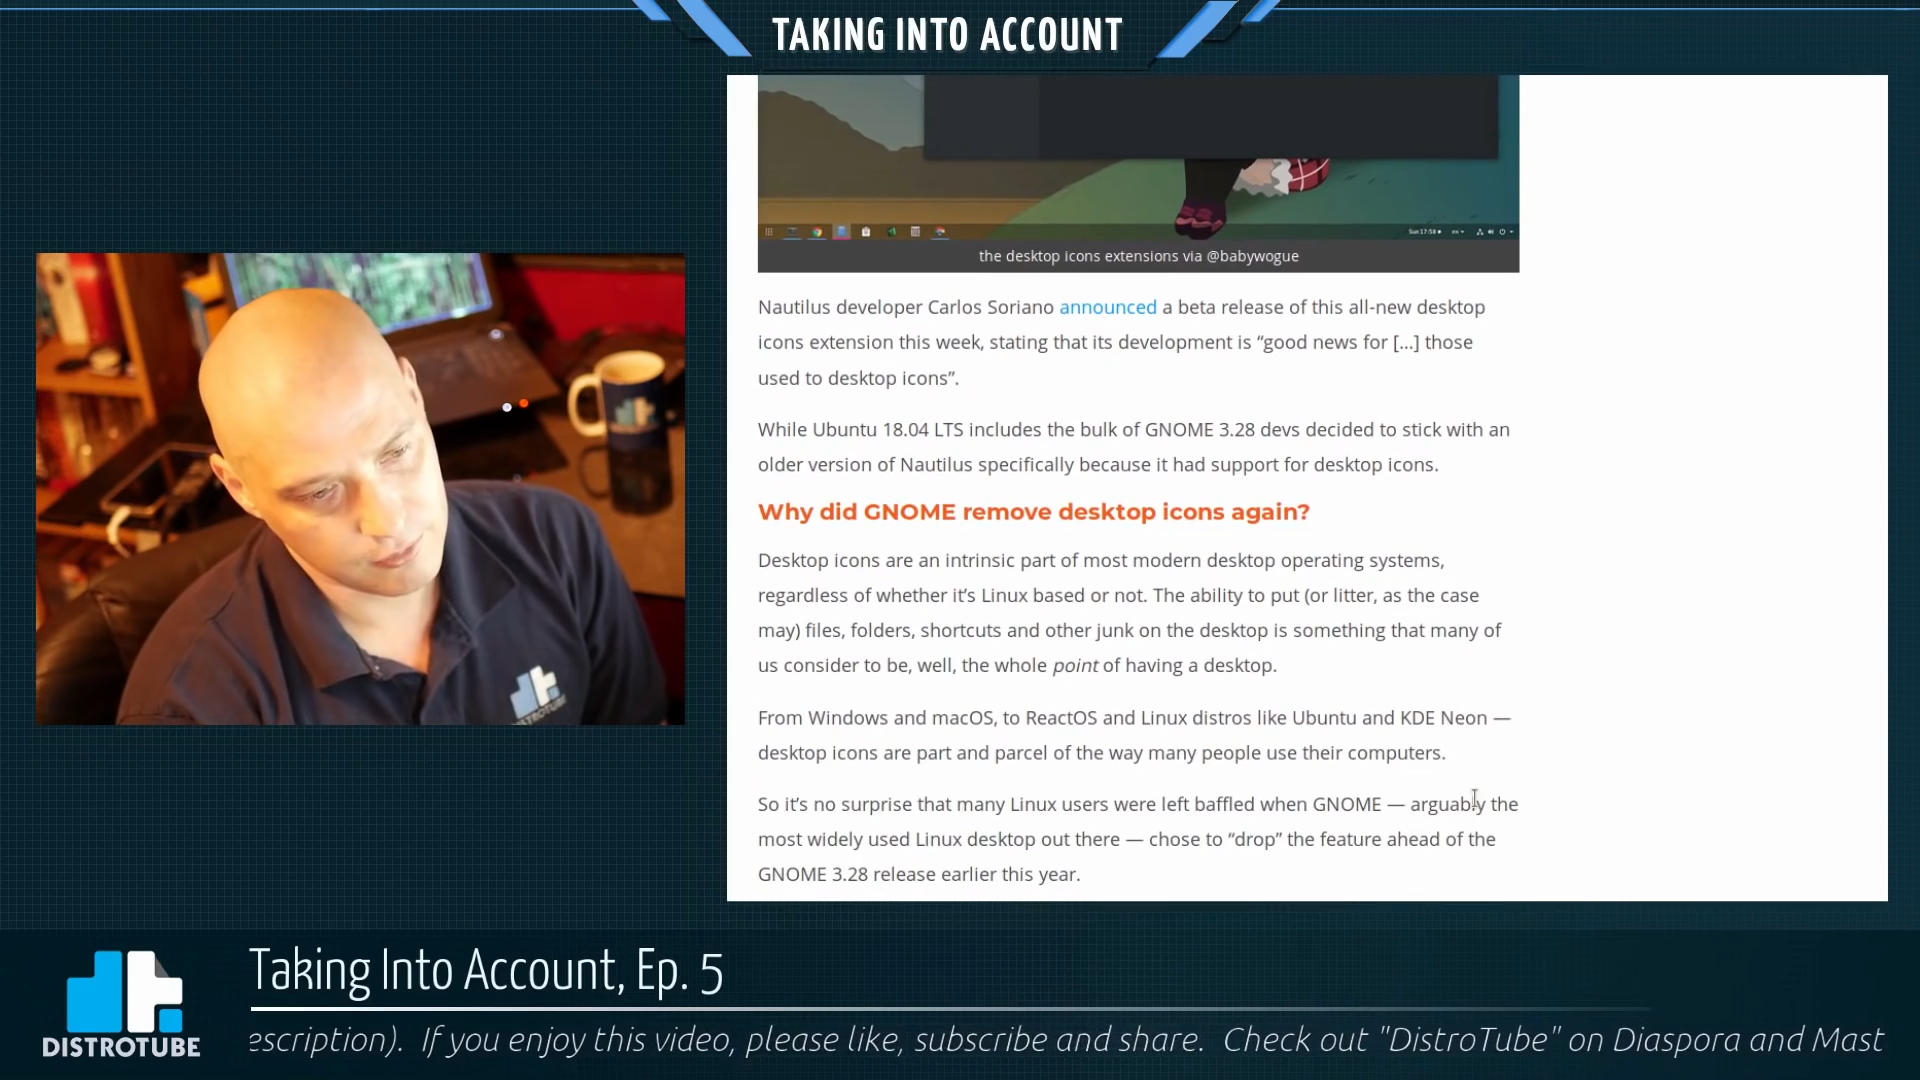 TAKING INTO ACCOUNT
the desktop icons extensions via @babywogue
Nautilus developer Carlos Soriano announced a beta release of this all-new desktop
icons extension this week, stating that its development is “good news for [...] those
used to desktop icons”.
While Ubuntu 18.04 LTS includes the bulk of GNOME 3.28 devs decided to stick with an
older version of Nautilus specifically because it had support for desktop icons.
Why did GNOME remove desktop icons again?
Desktop icons are an intrinsic part of most modern desktop operating systems,
regardless of whether it’s Linux based or not. The ability to put (or litter, as the case
may) files, folders, shortcuts and other junk on the desktop is something that many of
us consider to be, well, the whole point of having a desktop.
From Windows and macOS, to ReactOS and Linux distros like Ubuntu and KDE Neon —
desktop icons are part and parcel of the way many people use their computers.
So it’s no surprise that many Linux users were left baffled when GNOME — arguably the
most widely used Linux desktop out there — chose to “drop” the feature ahead of the
GNOME 3.28 release earlier this year.
DISTROTUBE
Taking Into Account, Ep. 5
escription). If you enjoy this video, please like, subscribe and share. Check out "DistroTube" on Diaspora and Mast
DISTROTUBE